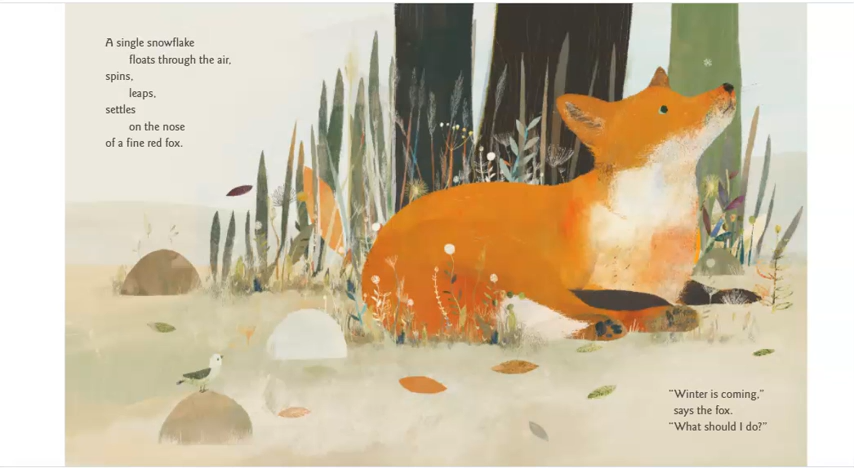 A single snowflake
floats through the air,
spins,
leaps,
settles
on the nose
of a fine red fox.
“Winter is coming,”
says the fox.
“What should I do?”